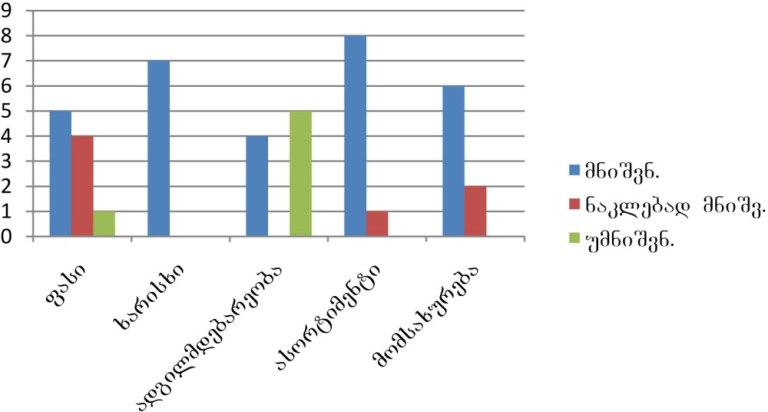 9
8
7
6
5
4
3
2
1
0
ფასი
ხარისხი
ადგილმდებარეობა
ასორტიმენტი
მომსახურება
მნიშვნ.
ნაკლებად მნიშვ.
უმნიშვნ.